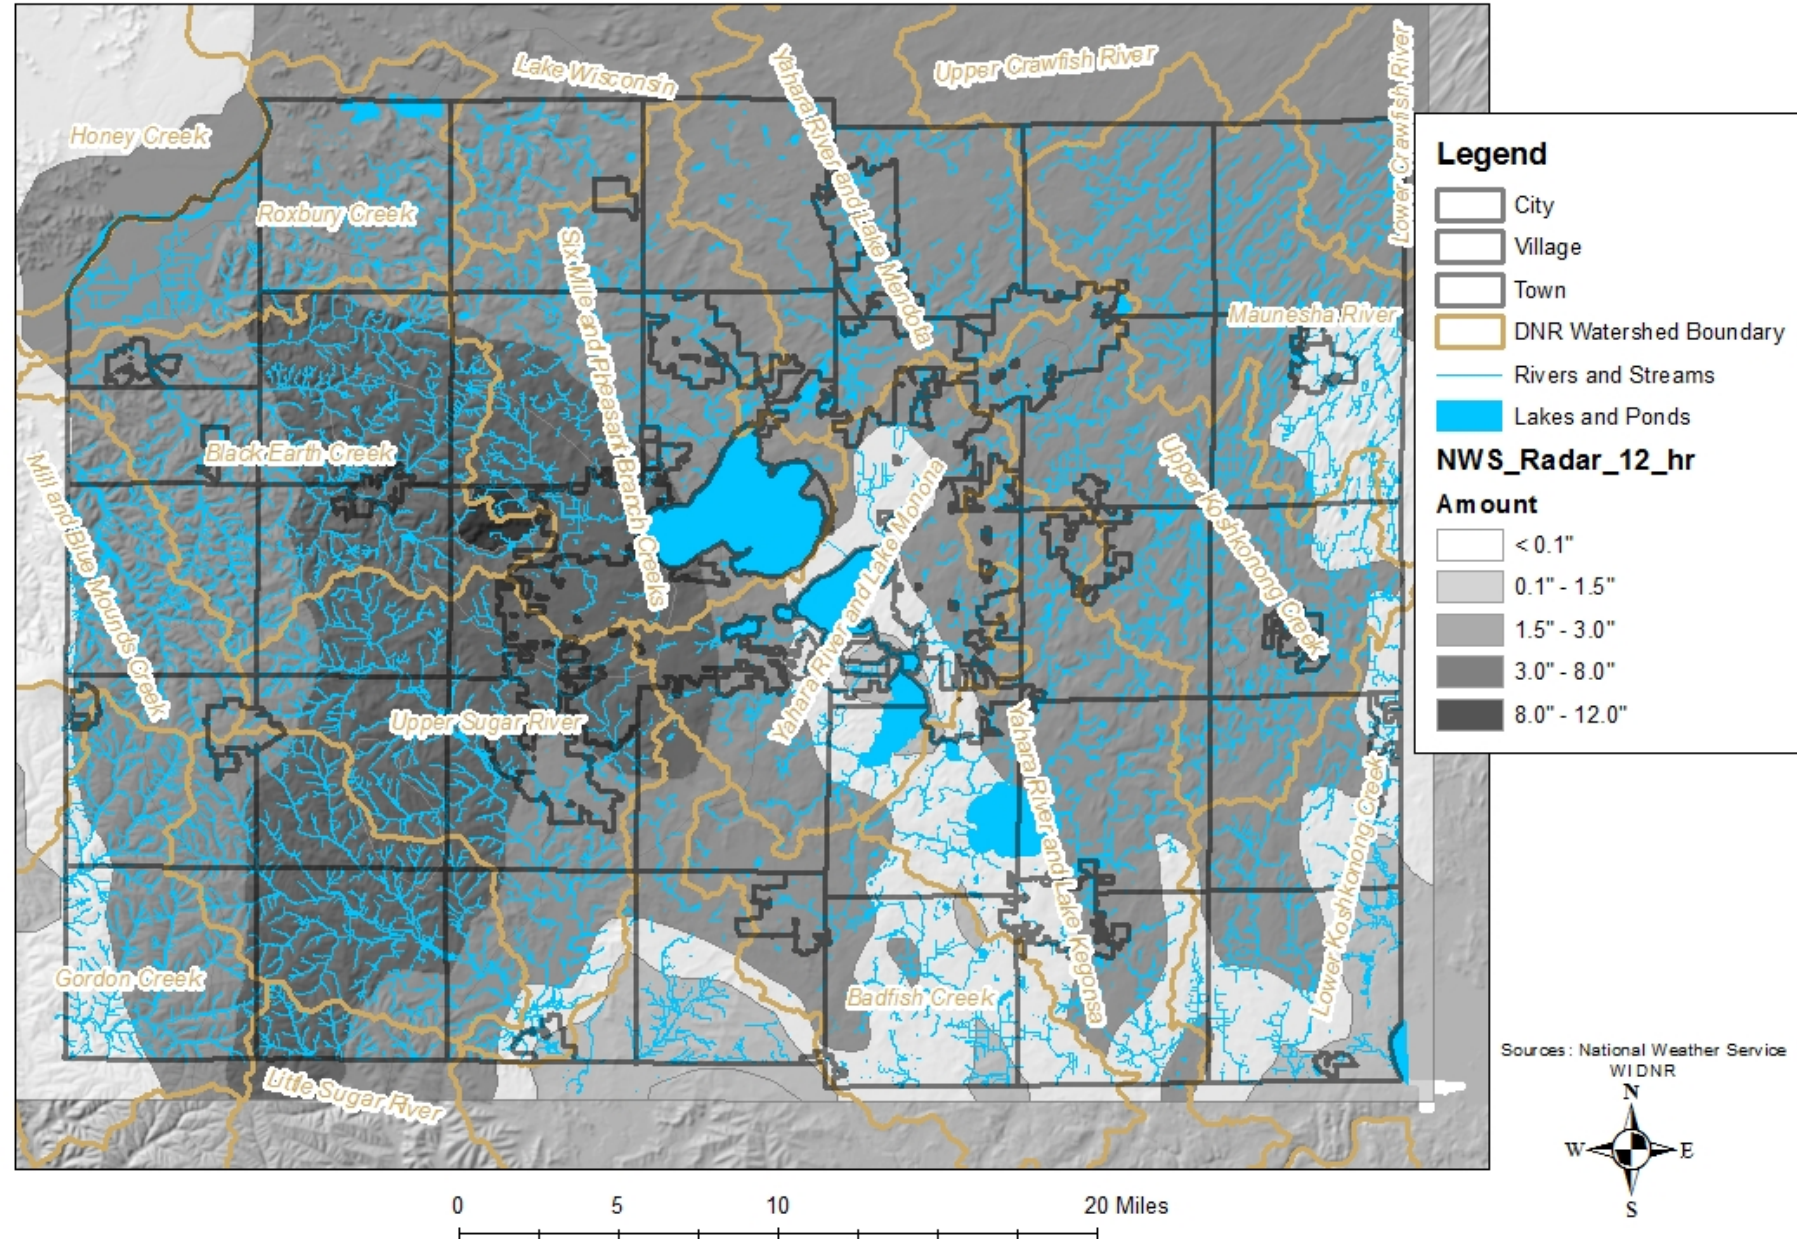 Lake Wisconsin
Yahara River and Lake Mendota
Upper Crawfish River
Lower Crawfish River
Honey Creek
Roxbury Creek
Six Mile and Pheasant Branch Creeks
Maunesha River
Black Earth Creek
Mill and Blue Mounds Creek
Yahara River and Lake Monona
Upper Koshkonong Creek
Upper Sugar River
Yahara River and Lake Kegonsa
Lower Koshkonong Creek
Gordon Creek
Badfish Creek
Little Sugar River
Legend
City
Village
Town
DNR Watershed Boundary
Rivers and Streams
Lakes and Ponds
NWS_Radar_12_hr
Amount
< 0.1"
0.1" - 1.5"
1.5" - 3.0"
3.0" - 8.0"
8.0" - 12.0"
Sources: National Weather Service
WIDNR
N
W E
S
0 5 10 20 Miles